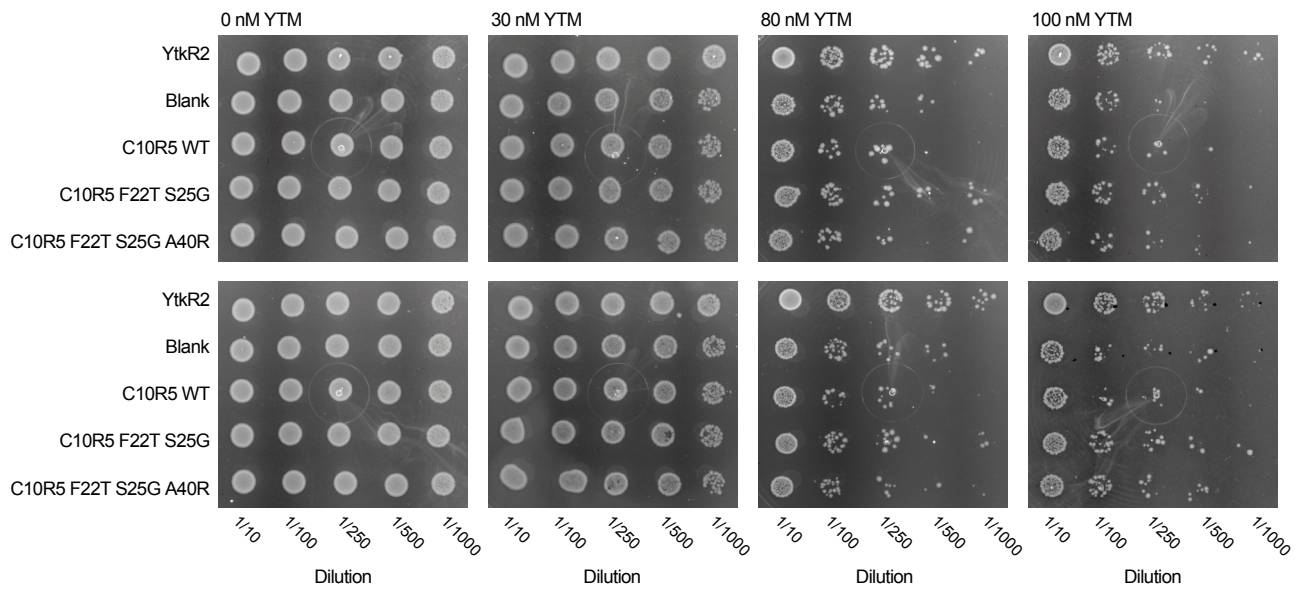 0 nM YTM
30 nM YTM
80 nM YTM
100 nM YTM
YtkR2
Blank
C10R5 WT
C10R5 F22T S25G
C10R5 F22T S25G A40R
YtkR2
Blank
C10R5 WT
C10R5 F22T S25G
C10R5 F22T S25G A40R
1/10 1/100 1/250 1/500 1/1000
1/10 1/100 1/250 1/500 1/1000
1/10 1/100 1/250 1/500 1/1000
1/10 1/100 1/250 1/500 1/1000
Dilution
Dilution
Dilution
Dilution